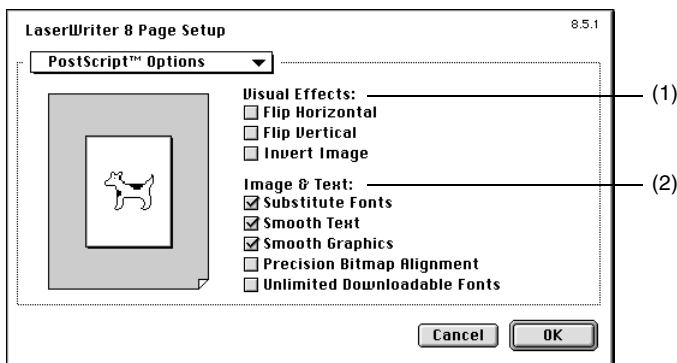 LaserWriter 8 Page Setup 8.5.1
PostScript™ Options
Visual Effects: (1)
Flip Horizontal
Flip Vertical
Invert Image
Image & Text: (2)
Substitute Fonts
Smooth Text
Smooth Graphics
Precision Bitmap Alignment
Unlimited Downloadable Fonts
Cancel OK